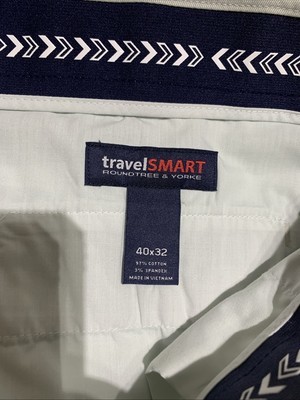 travelSMART
ROUNDTREE & YORKE
40x32
97% COTTON
3% SPANDEX
MADE IN VIETNAM